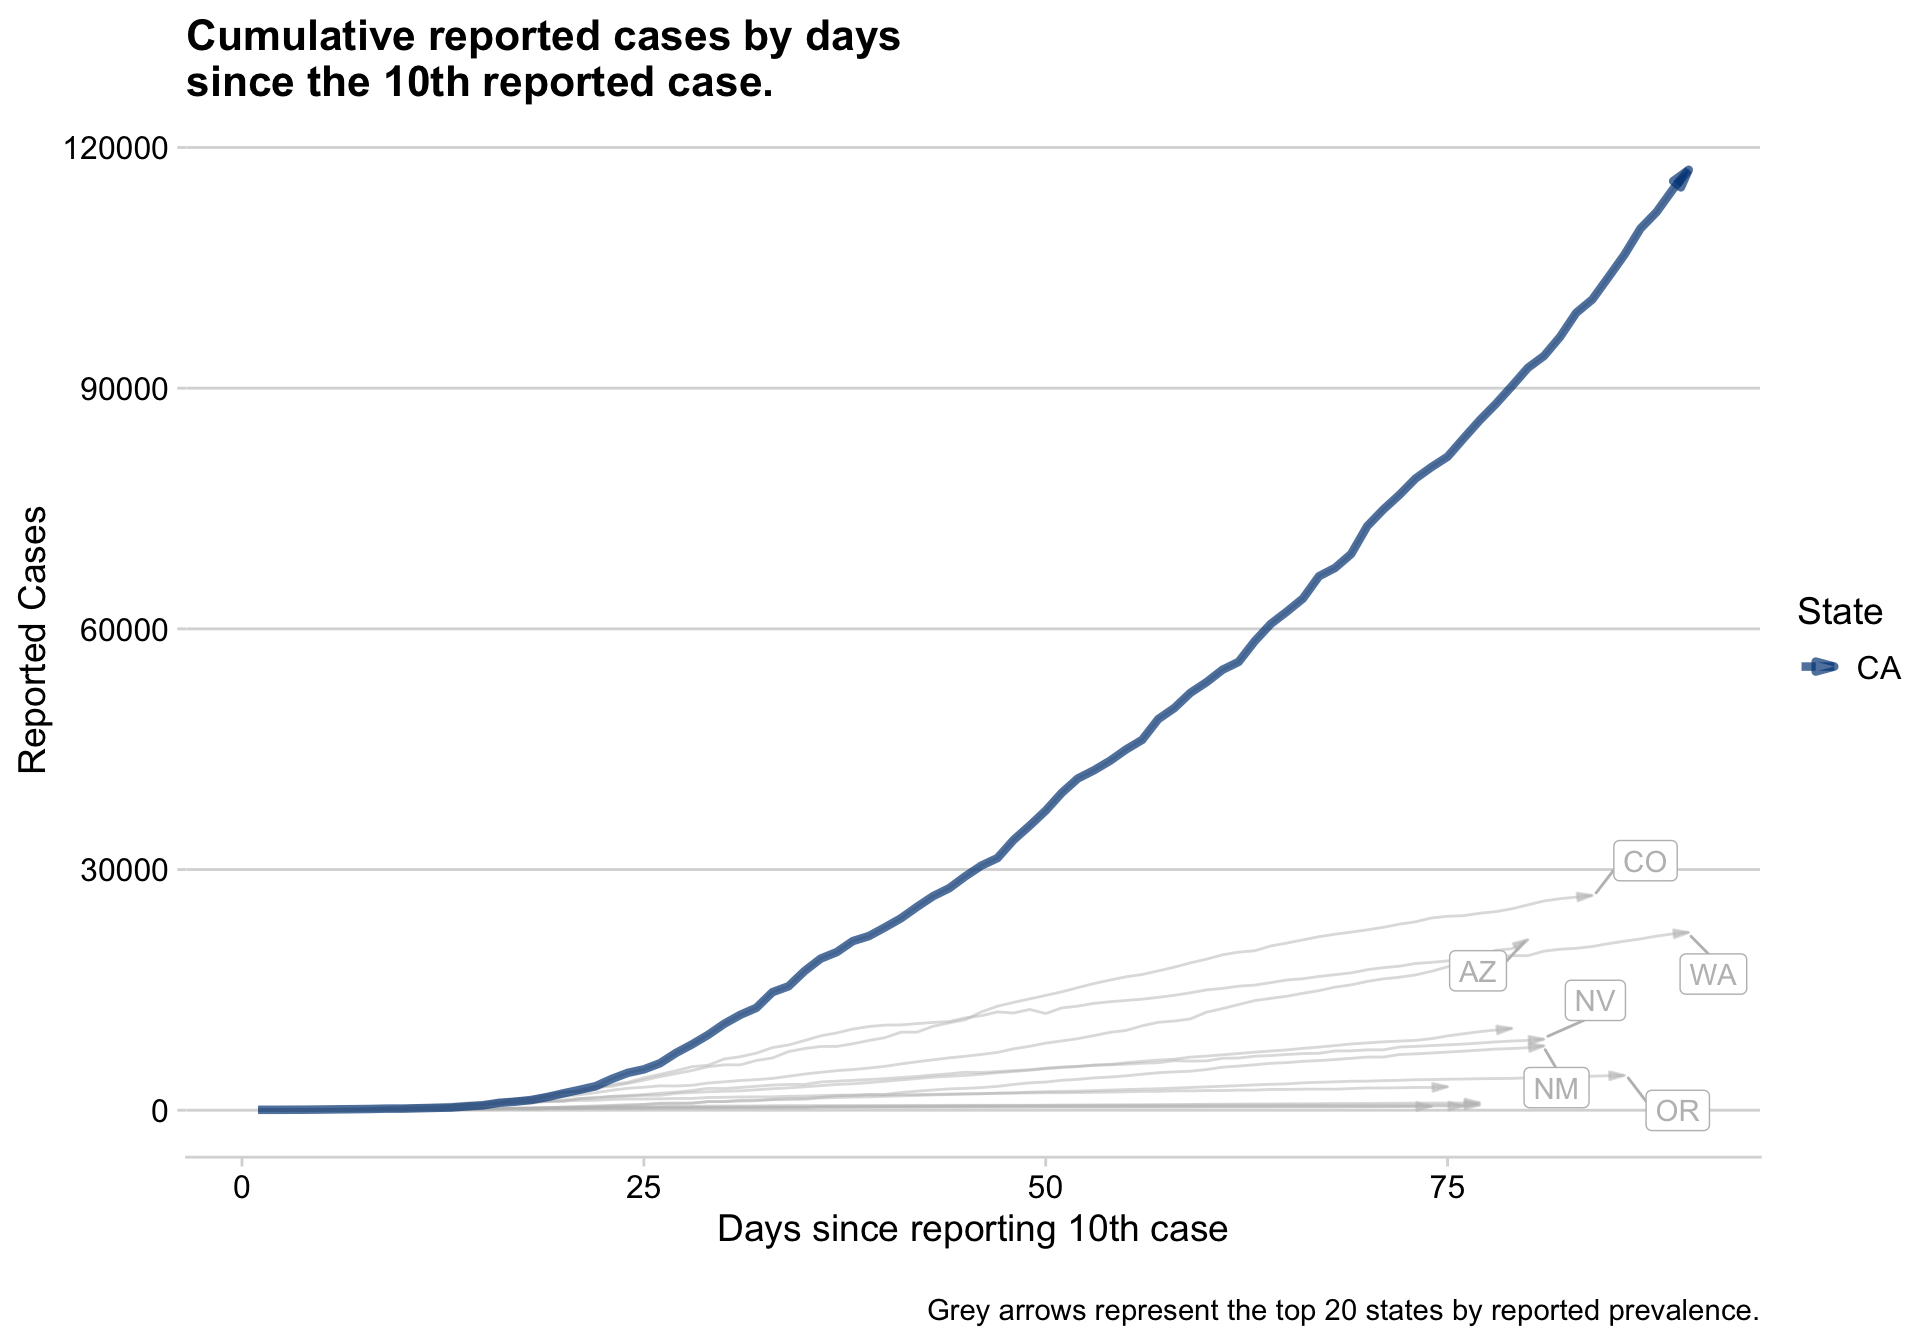 Cumulative reported cases by days
since the 10th reported case.
120000
90000
60000
30000
0
Reported Cases
CO
AZ
WA
NV
NM
OR
State
CA
0 25 50 75
Days since reporting 10th case
Grey arrows represent the top 20 states by reported prevalence.